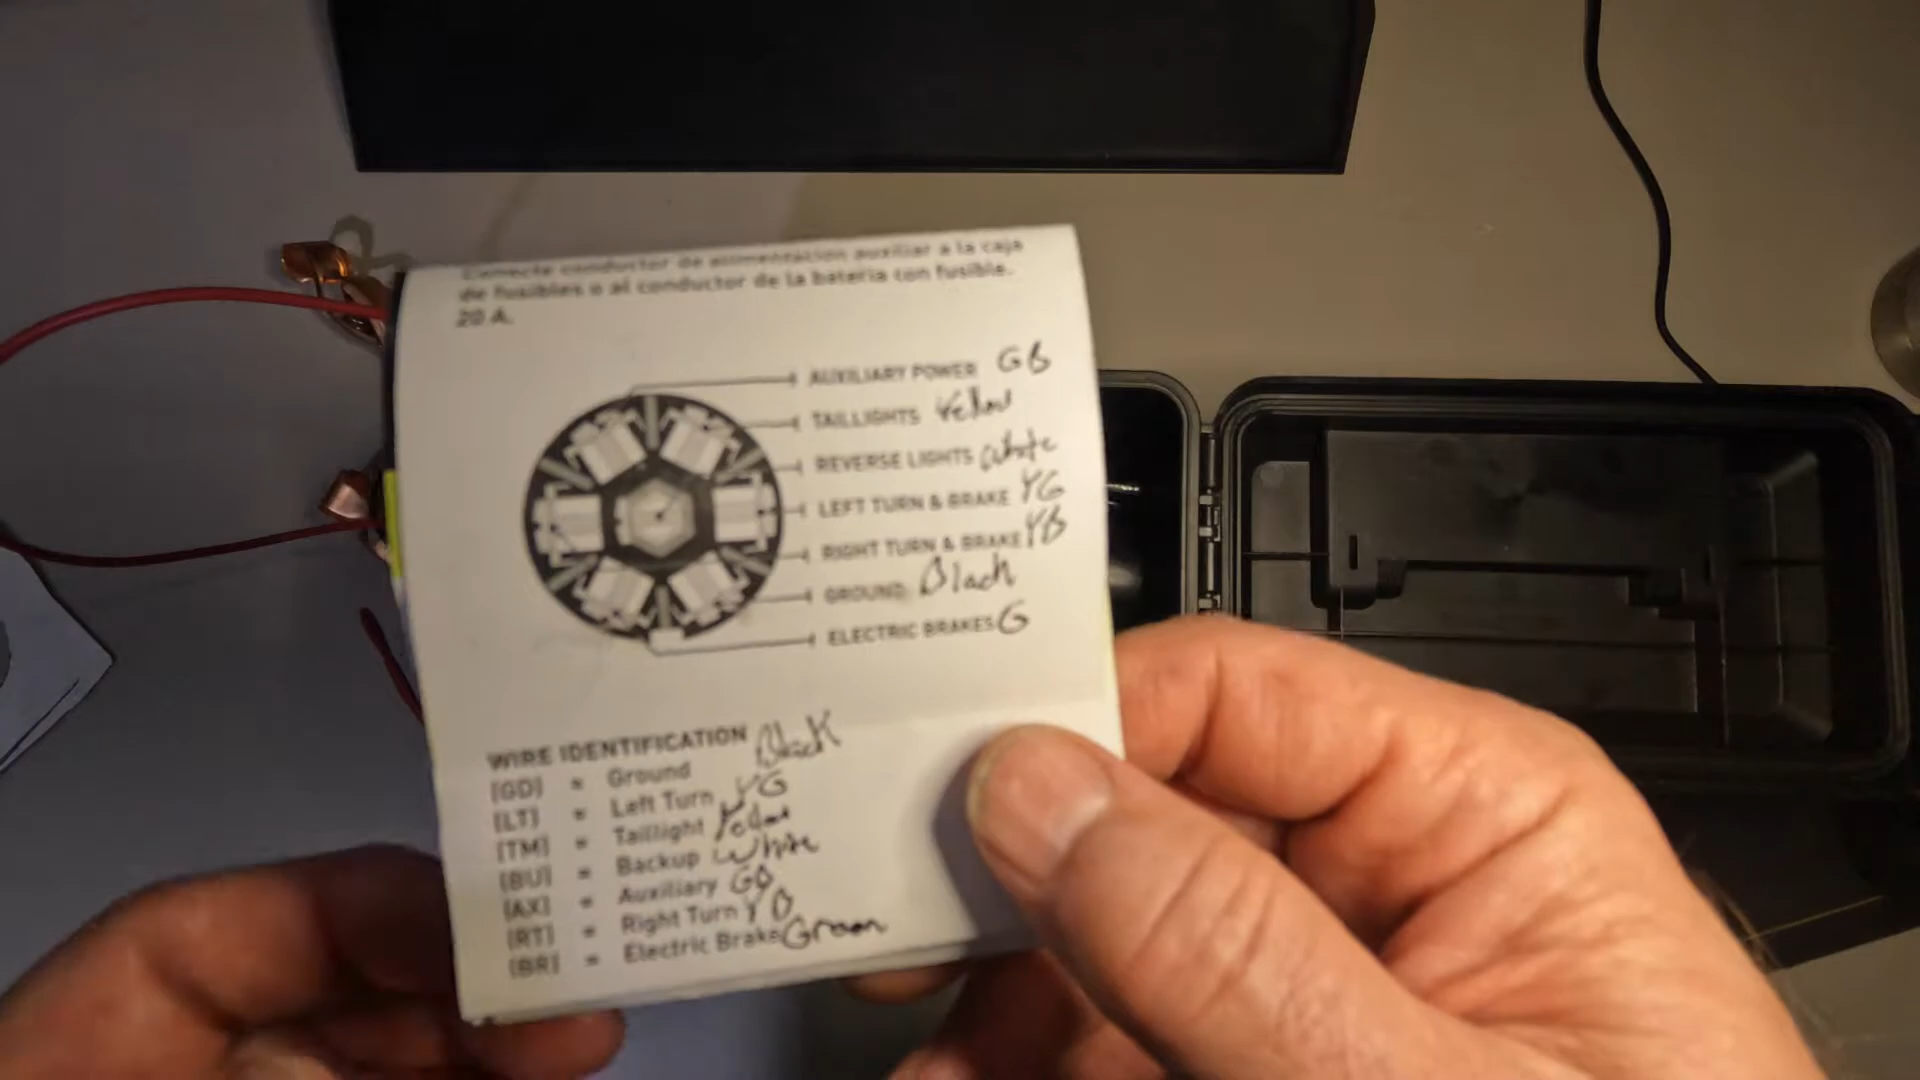 Conecte conductor de alimentacion auxiliar a la caja
de fusibles o al conductor de la bateria con fusible.
20 A.
AUXILIARY POWER GB
TAILLIGHTS Yellow
REVERSE LIGHTS White
LEFT TURN & BRAKE YG
RIGHT TURN & BRAKE YB
GROUND Black
ELECTRIC BRAKES G
WIRE IDENTIFICATION
[GD] = Ground Black
[LT] = Left Turn YG
[TM] = Taillight Yellow
[BU] = Backup White
[AX] = Auxiliary GB
[RT] = Right Turn YB
[BR] = Electric Brake Green